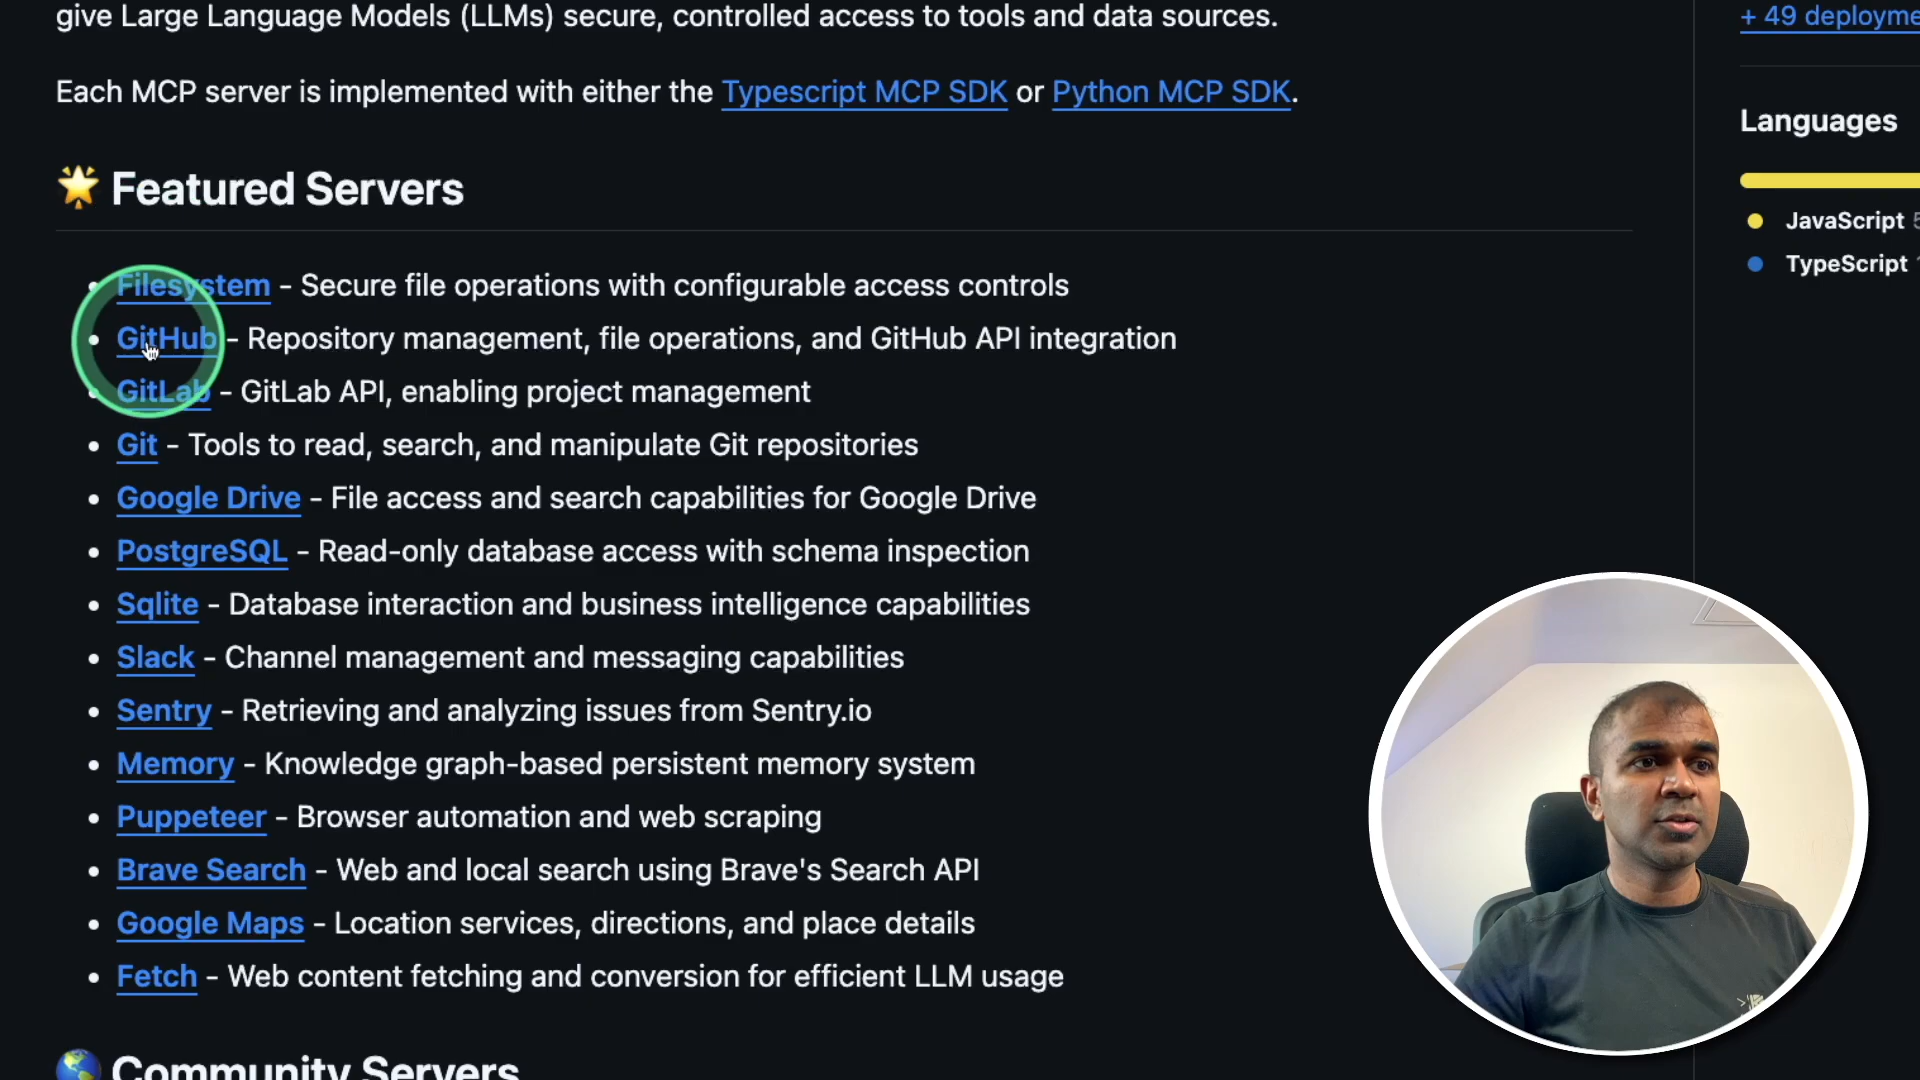 give Large Language Models (LLMs) secure, controlled access to tools and data sources.
Each MCP server is implemented with either the Typescript MCP SDK or Python MCP SDK.
🌟 Featured Servers
• Filesystem - Secure file operations with configurable access controls
• GitHub - Repository management, file operations, and GitHub API integration
• GitLab - GitLab API, enabling project management
• Git - Tools to read, search, and manipulate Git repositories
• Google Drive - File access and search capabilities for Google Drive
• PostgreSQL - Read-only database access with schema inspection
• Sqlite - Database interaction and business intelligence capabilities
• Slack - Channel management and messaging capabilities
• Sentry - Retrieving and analyzing issues from Sentry.io
• Memory - Knowledge graph-based persistent memory system
• Puppeteer - Browser automation and web scraping
• Brave Search - Web and local search using Brave's Search API
• Google Maps - Location services, directions, and place details
• Fetch - Web content fetching and conversion for efficient LLM usage
🌎 Community Servers
+ 49 deployme
Languages
JavaScript 5
TypeScript